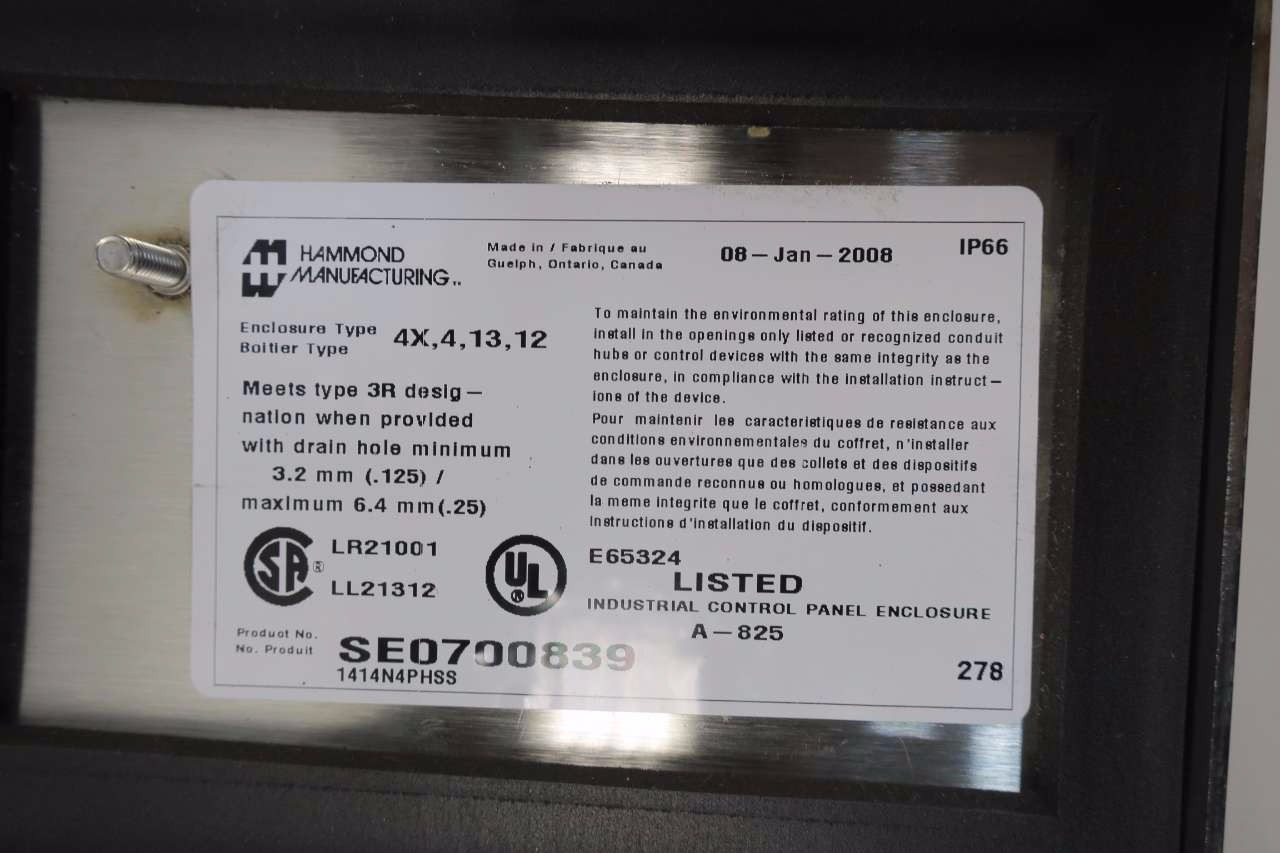 HAMMOND
MANUFACTURING™
Made in / Fabrique au
Guelph, Ontario, Canada
08-Jan-2008
IP66
Enclosure Type
Boitier Type
4X,4,13,12
Meets type 3R desig-
nation when provided
with drain hole minimum
3.2 mm (.125) /
maximum 6.4 mm(.25)
To maintain the environmental rating of this enclosure,
install in the openings only listed or recognized conduit
hubs or control devices with the same integrity as the
enclosure, in compliance with the installation instruct-
ions of the device.
Pour maintenir les caracteristiques de resistance aux
conditions environnementales du coffret, n'installer
dans les ouvertures que des collets et des dispositifs
de commande reconnus ou homologues, et possedant
la meme integrite que le coffret, conformement aux
instructions d'installation du dispositif.
SA ®
LR21001
LL21312
UL ®
E65324
LISTED
INDUSTRIAL CONTROL PANEL ENCLOSURE
A-825
Product No.
No. Produit
SE0700839
1414N4PHSS
278